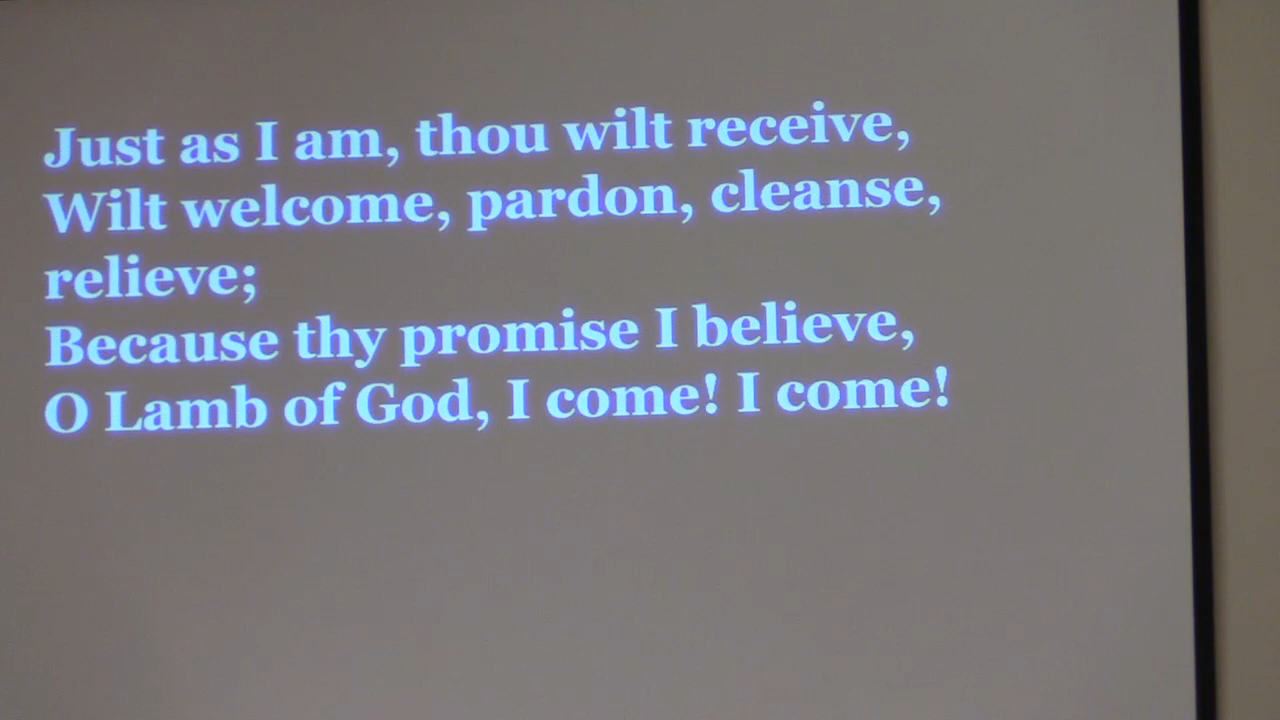 Just as I am, thou wilt receive,
Wilt welcome, pardon, cleanse,
relieve;
Because thy promise I believe,
O Lamb of God, I come! I come!